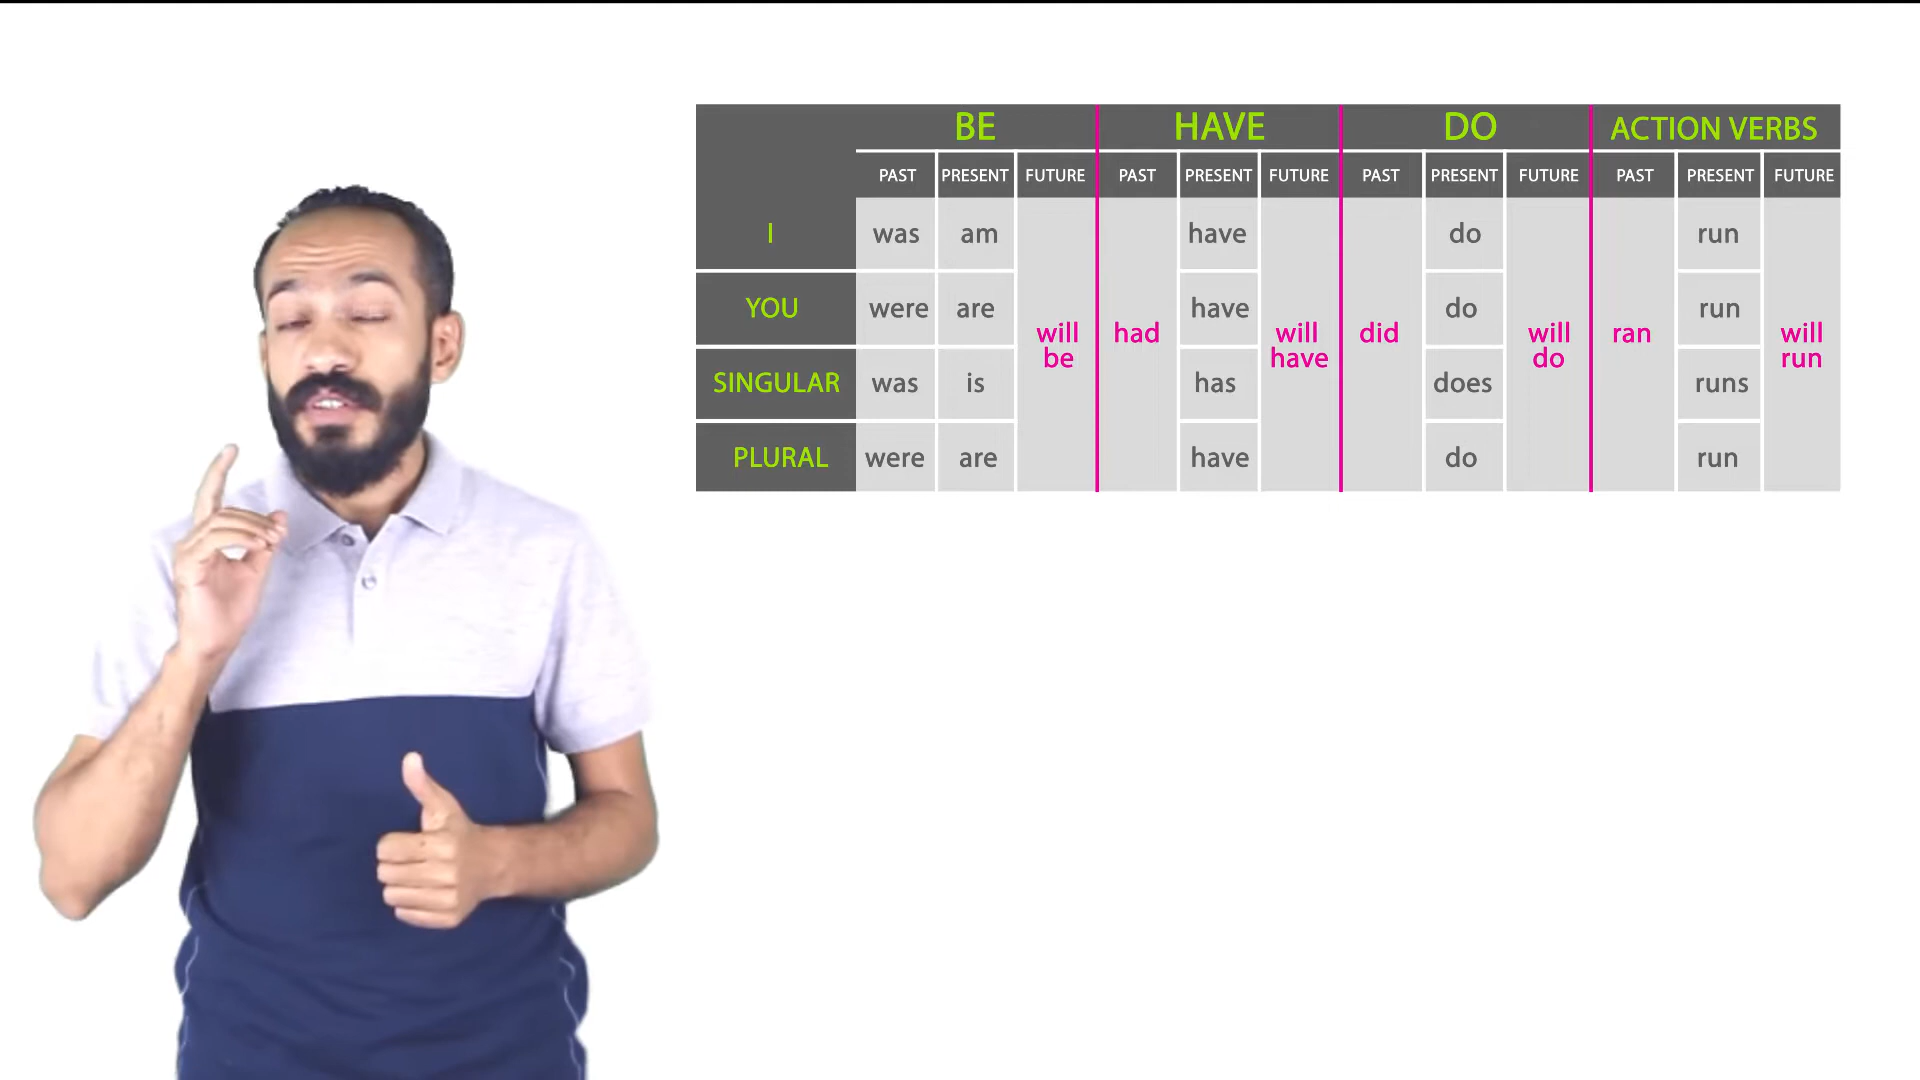 BE HAVE DO ACTION VERBS
PAST PRESENT FUTURE PAST PRESENT FUTURE PAST PRESENT FUTURE PAST PRESENT FUTURE
I was am have do run
YOU were are have do run
will be had will have did will do ran will run
SINGULAR was is has does runs
PLURAL were are have do run